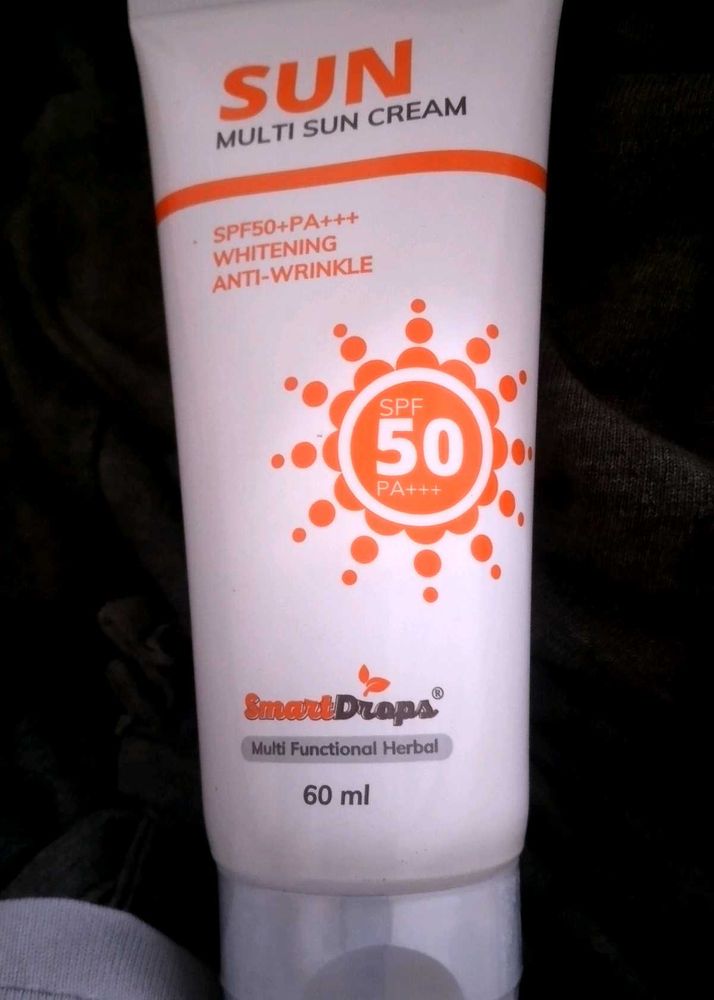 SUN
MULTI SUN CREAM
SPF50+PA+++
WHITENING
ANTI-WRINKLE
SPF
50
PA+++
SmartDrops®
Multi Functional Herbal
60 ml